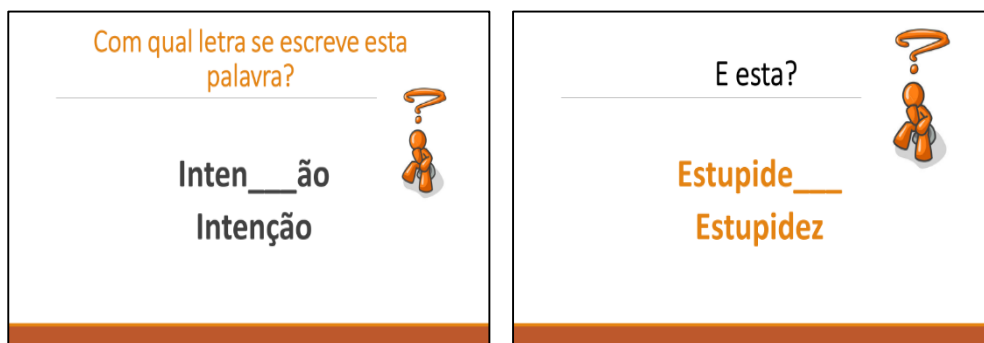 Com qual letra se escreve esta
palavra?
Inten___ão
Intenção
E esta?
Estupide___
Estupidez